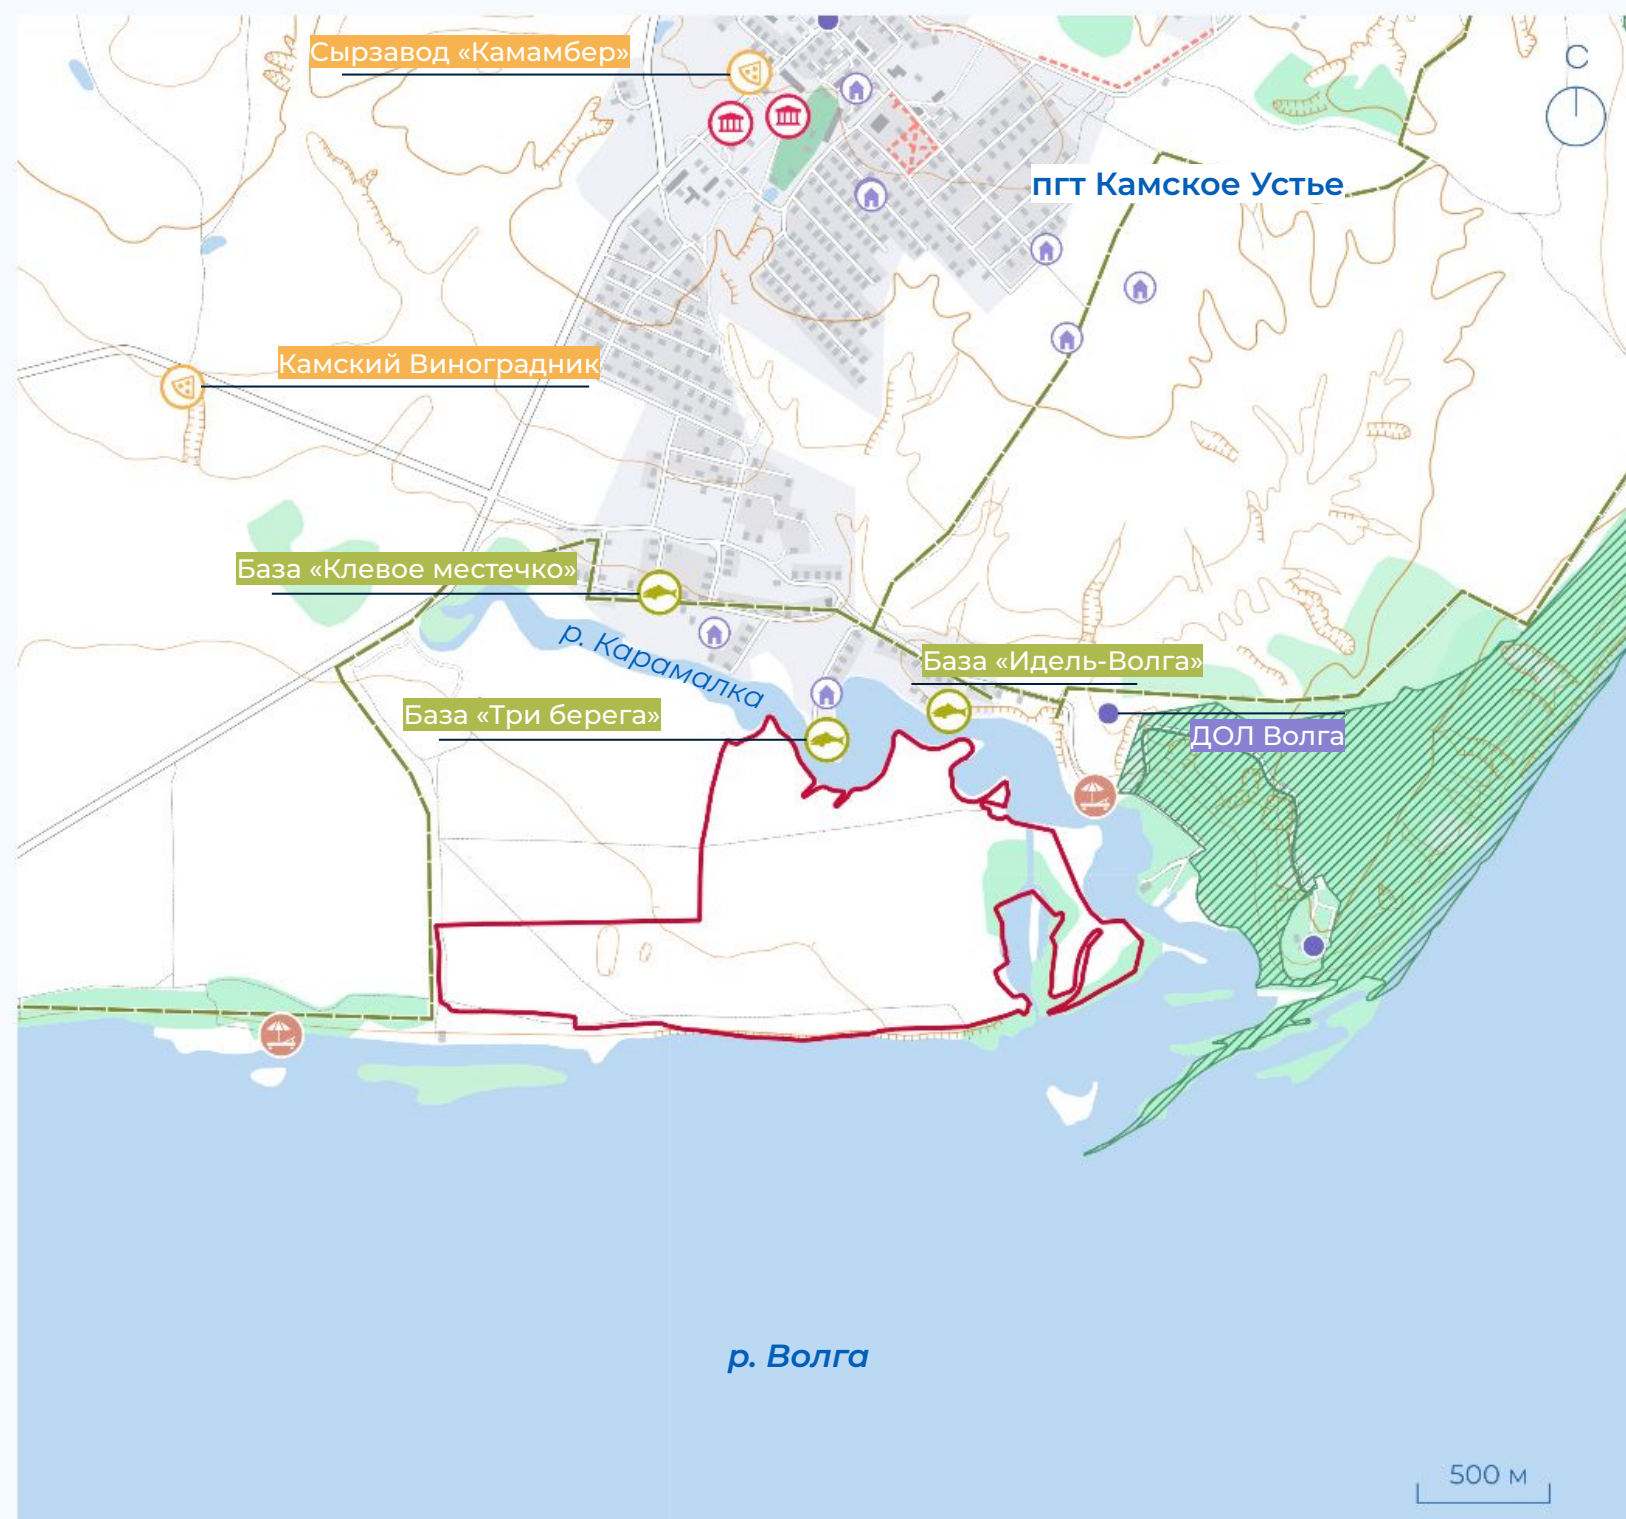 Сырзавод «Камамбер»
С
пгт Камское Устье
Камский Виноградник
База «Клевое местечко»
р. Карамалка
База «Идель-Волга»
База «Три берега»
ДОЛ Волга
р. Волга
500 м